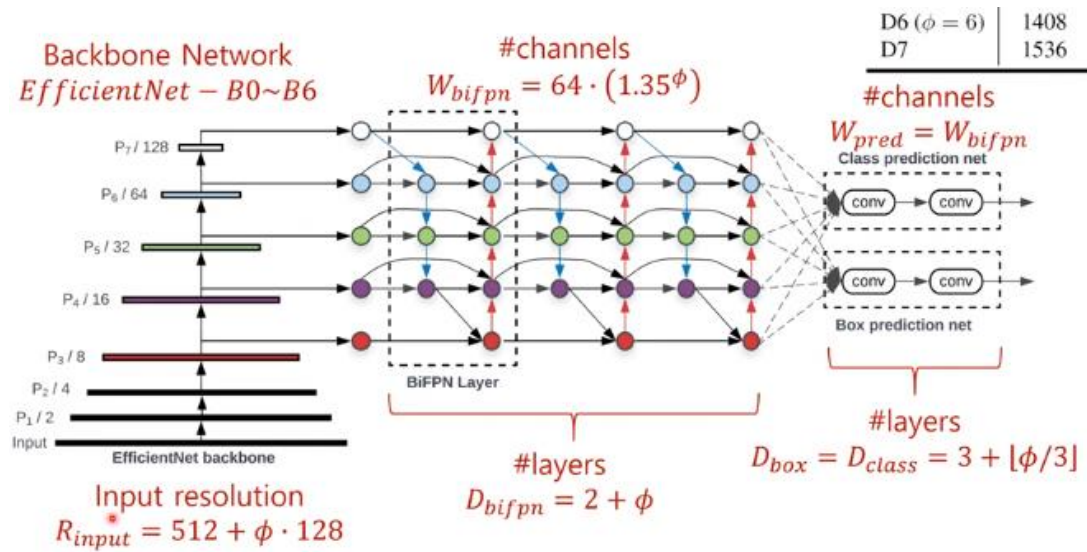 D6 (ϕ = 6) 1408
D7 1536
Backbone Network
EfficientNet − B0~B6
#channels
W_bifpn = 64 · (1.35^ϕ)
#channels
W_pred = W_bifpn
Class prediction net
conv conv
P7 / 128
P6 / 64
P5 / 32
P4 / 16
P3 / 8
P2 / 4
P1 / 2
Input
EfficientNet backbone
BiFPN Layer
conv conv
Box prediction net
Input resolution
R_input = 512 + ϕ · 128
#layers
D_bifpn = 2 + ϕ
#layers
D_box = D_class = 3 + ⌊ϕ/3⌋